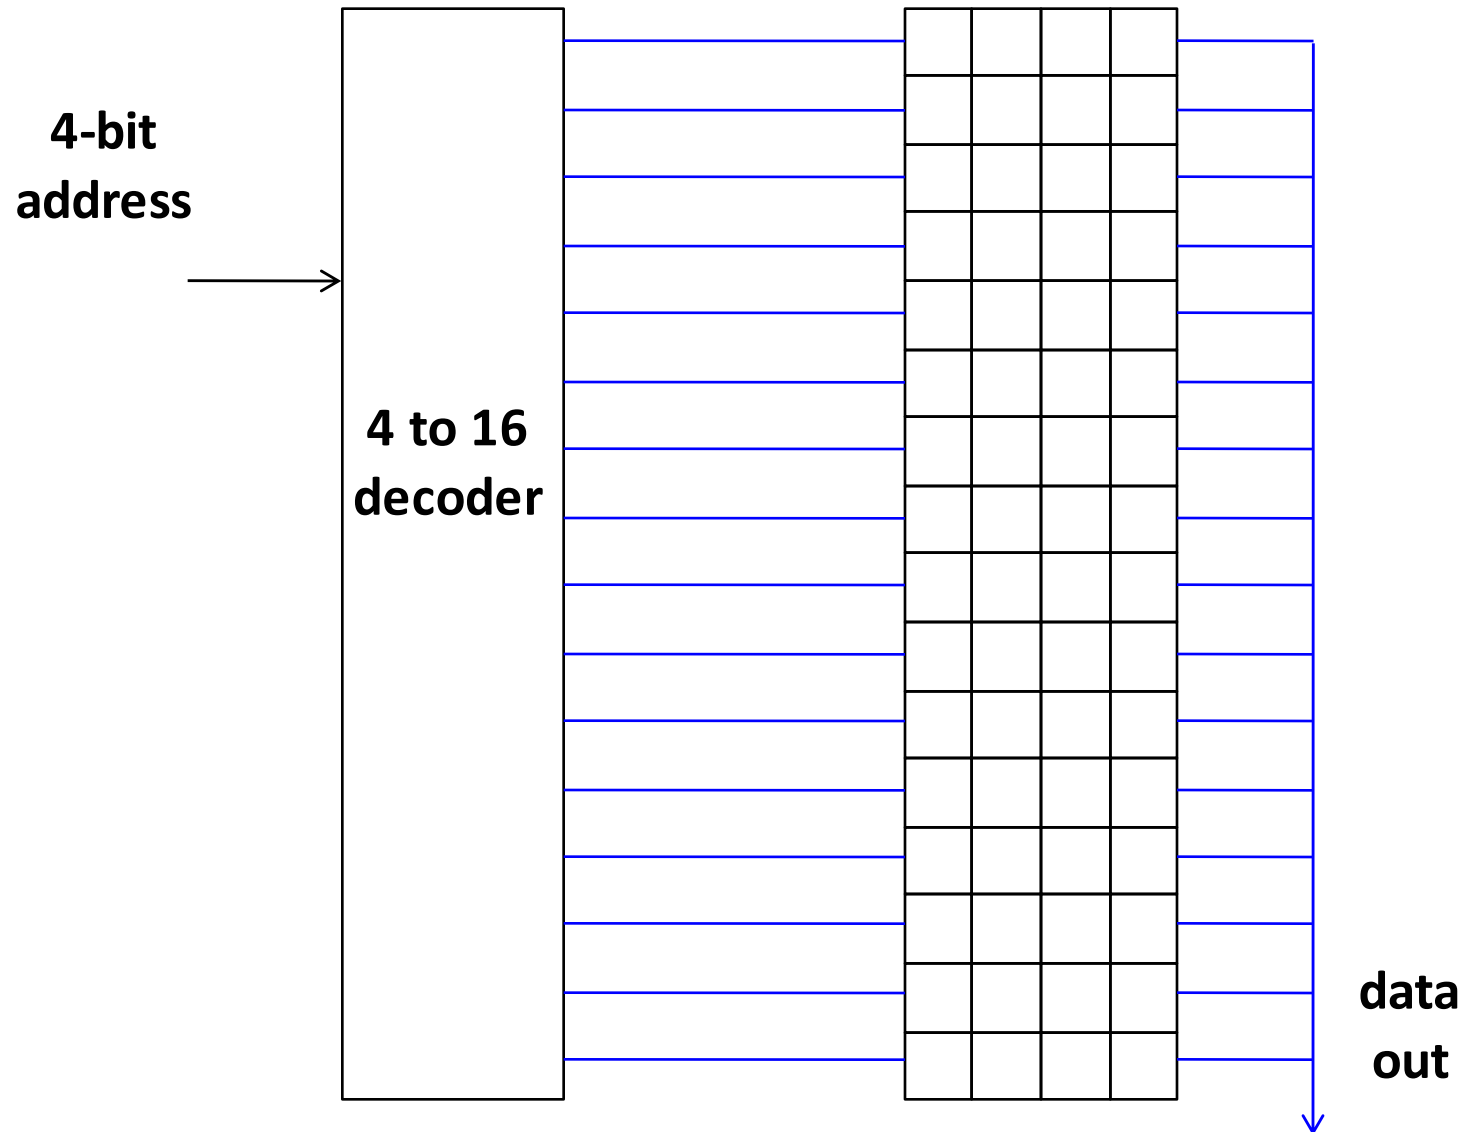 4-bit
address
4 to 16
decoder
data
out